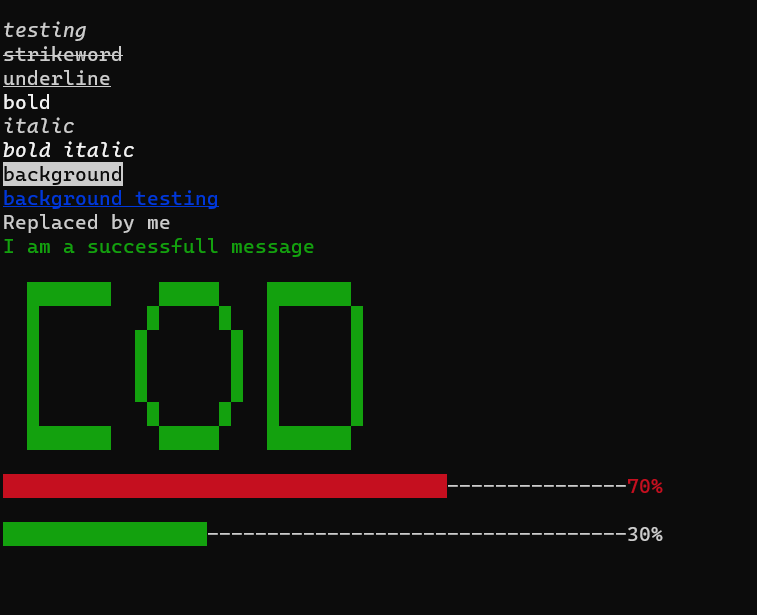 testing
strikeword
underline
bold
italic
bold italic
background
background testing
Replaced by me
I am a successfull message
COD
70%
30%